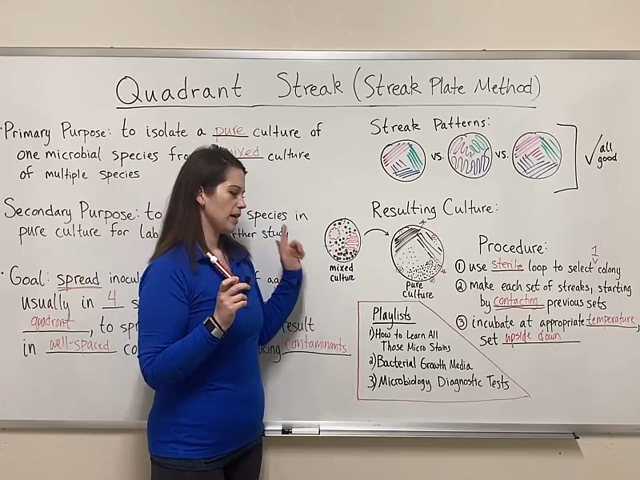 Quadrant Streak (Streak Plate Method)
Primary Purpose: to isolate a pure culture of
one microbial species from mixed culture
of multiple species
Secondary Purpose: to species in
pure culture for lab
Goal: spread
usually in 4
quadrant, to
in well-spaced contaminants
Streak Patterns:
vs. vs. ✓all
good
Resulting Culture:
mixed
culture
pure
culture
Procedure: 1
① use sterile loop to select colony
② make each set of streaks, starting
by contacting previous sets
③ incubate at appropriate temperature,
set upside down
Playlists
1) How to Learn All
Those Micro Stains
2) Bacterial Growth Media
3) Microbiology Diagnostic Tests